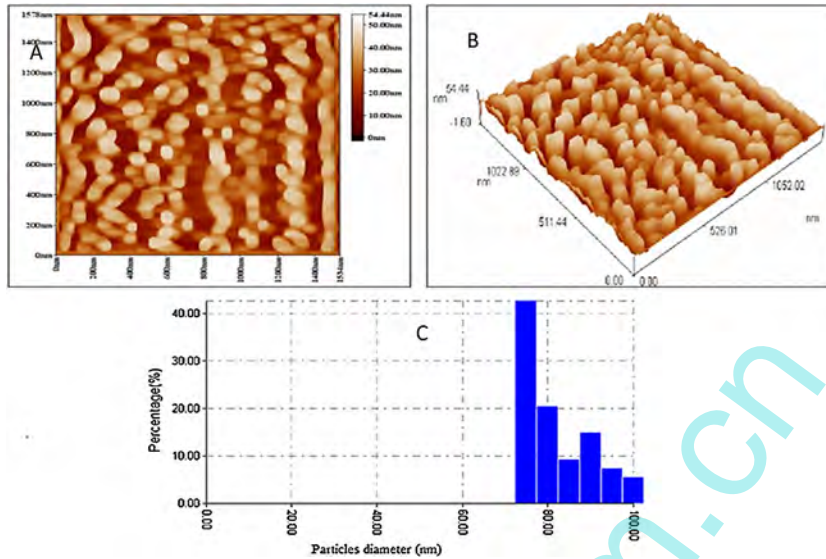 A
1578nm
1400nm
1200nm
1000nm
800nm
600nm
400nm
200nm
0nm
0nm
200nm
400nm
600nm
800nm
1000nm
1200nm
1400nm
1534nm
54.44nm
50.00nm
40.00nm
30.00nm
20.00nm
10.00nm
0nm
B
54.44
nm
-1.60
1022.89
nm
511.44
0.00
0.00
526.01
1052.02
nm
C
Percentage(%)
40.00
30.00
20.00
10.00
0.00
0.00
20.00
40.00
60.00
80.00
100.00
Particles diameter (nm)
m.cn